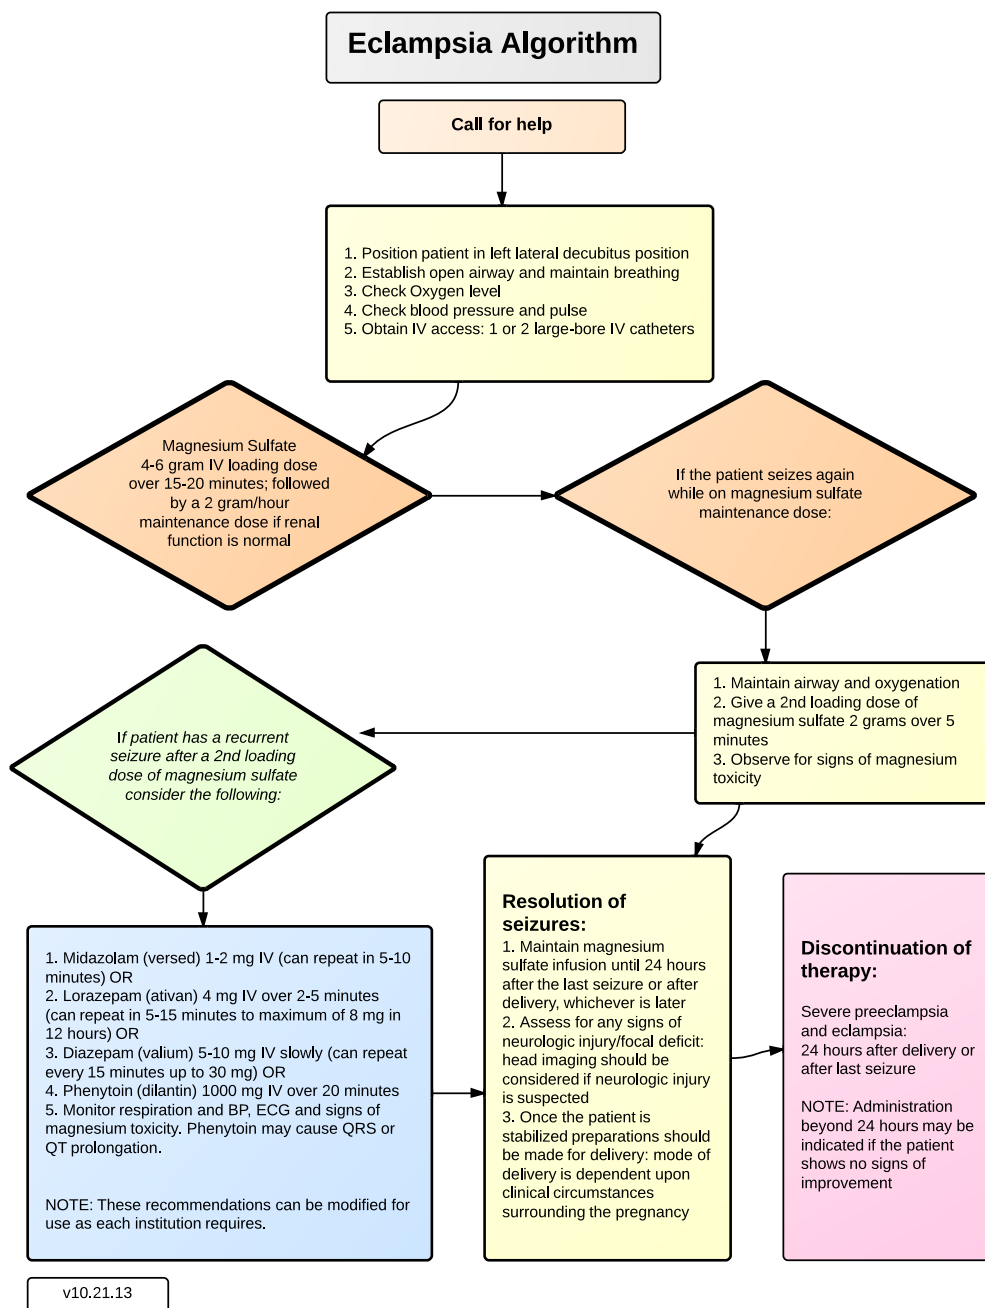 Eclampsia Algorithm
Call for help
1. Position patient in left lateral decubitus position
2. Establish open airway and maintain breathing
3. Check Oxygen level
4. Check blood pressure and pulse
5. Obtain IV access: 1 or 2 large-bore IV catheters
Magnesium Sulfate
4-6 gram IV loading dose
over 15-20 minutes; followed
by a 2 gram/hour
maintenance dose if renal
function is normal
If the patient seizes again
while on magnesium sulfate
maintenance dose:
1. Maintain airway and oxygenation
2. Give a 2nd loading dose of
magnesium sulfate 2 grams over 5
minutes
3. Observe for signs of magnesium
toxicity
If patient has a recurrent
seizure after a 2nd loading
dose of magnesium sulfate
consider the following:
1. Midazolam (versed) 1-2 mg IV (can repeat in 5-10
minutes) OR
2. Lorazepam (ativan) 4 mg IV over 2-5 minutes
(can repeat in 5-15 minutes to maximum of 8 mg in
12 hours) OR
3. Diazepam (valium) 5-10 mg IV slowly (can repeat
every 15 minutes up to 30 mg) OR
4. Phenytoin (dilantin) 1000 mg IV over 20 minutes
5. Monitor respiration and BP, ECG and signs of
magnesium toxicity. Phenytoin may cause QRS or
QT prolongation.
NOTE: These recommendations can be modified for
use as each institution requires.
Resolution of
seizures:
1. Maintain magnesium
sulfate infusion until 24 hours
after the last seizure or after
delivery, whichever is later
2. Assess for any signs of
neurologic injury/focal deficit:
head imaging should be
considered if neurologic injury
is suspected
3. Once the patient is
stabilized preparations should
be made for delivery: mode of
delivery is dependent upon
clinical circumstances
surrounding the pregnancy
Discontinuation of
therapy:
Severe preeclampsia
and eclampsia:
24 hours after delivery or
after last seizure
NOTE: Administration
beyond 24 hours may be
indicated if the patient
shows no signs of
improvement
v10.21.13